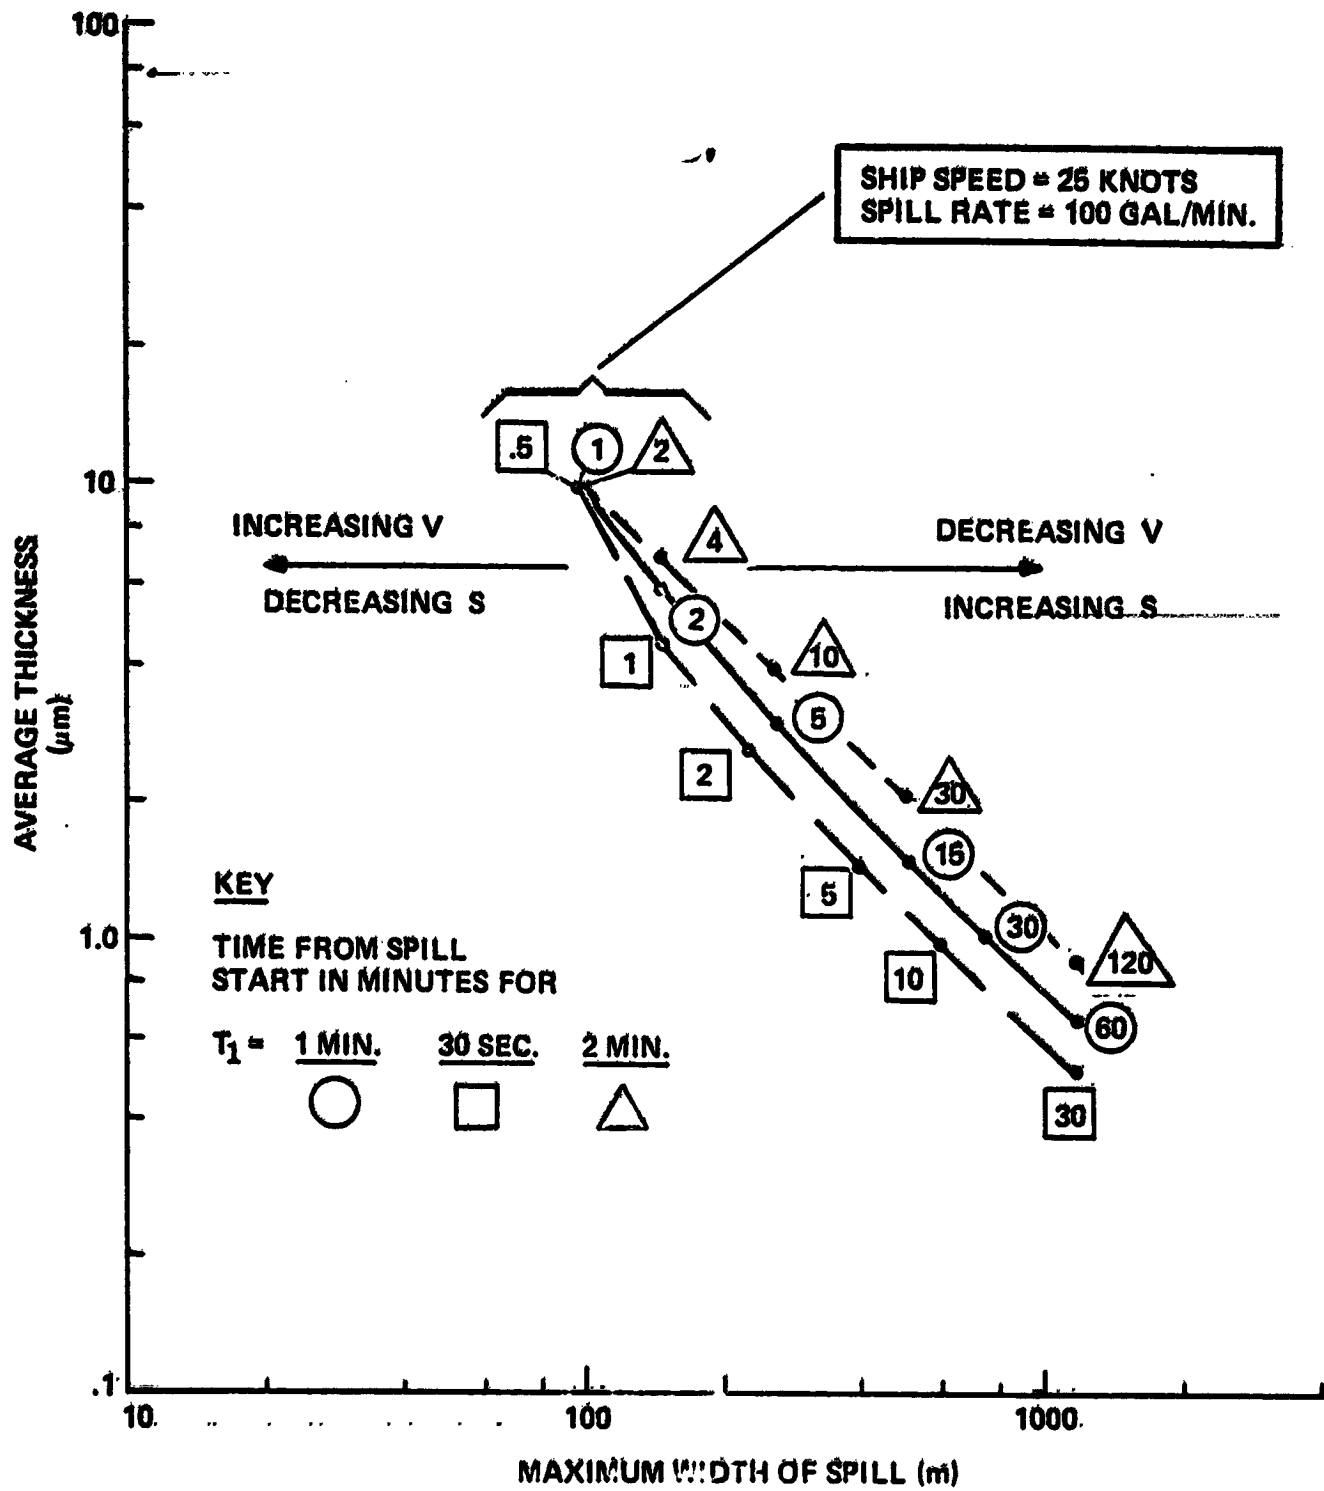 100
SHIP SPEED = 25 KNOTS
SPILL RATE = 100 GAL/MIN.
.5
1
2
10
INCREASING V
4
DECREASING V
DECREASING S
INCREASING S
2
1
10
5
2
30
15
5
30
10
120
60
30
AVERAGE THICKNESS
(μm)
1.0
KEY
TIME FROM SPILL
START IN MINUTES FOR
T1 = 1 MIN. 30 SEC. 2 MIN.
.1
10. 100 1000.
MAXIMUM WIDTH OF SPILL (m)